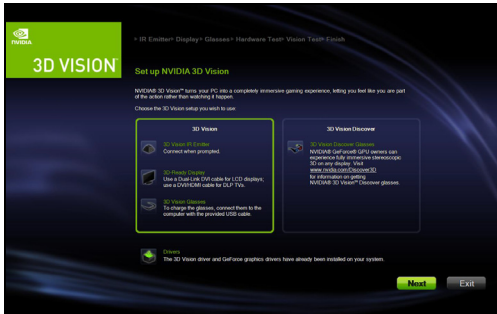 NVIDIA
3D VISION™
IR Emitter› Display› Glasses› Hardware Test› Vision Test› Finish
Set up NVIDIA 3D Vision
NVIDIA® 3D Vision™ turns your PC into a completely immersive gaming experience, letting you feel like you are part
of the action rather than watching it happen.
Choose the 3D Vision setup you wish to use:
3D Vision
3D Vision IR Emitter
Connect when prompted.
3D-Ready Display
Use a Dual-Link DVI cable for LCD displays;
use a DVI/HDMI cable for DLP TVs.
3D Vision Glasses
To charge the glasses, connect them to the
computer with the provided USB cable.
3D Vision Discover
3D Vision Discover Glasses
NVIDIA® GeForce® GPU owners can
experience fully immersive stereoscopic
3D on any display. Visit
www.nvidia.com/Discover3D
for information on getting
NVIDIA® 3D Vision™ Discover glasses.
Drivers
The 3D Vision driver and GeForce graphics drivers have already been installed on your system.
Next
Exit